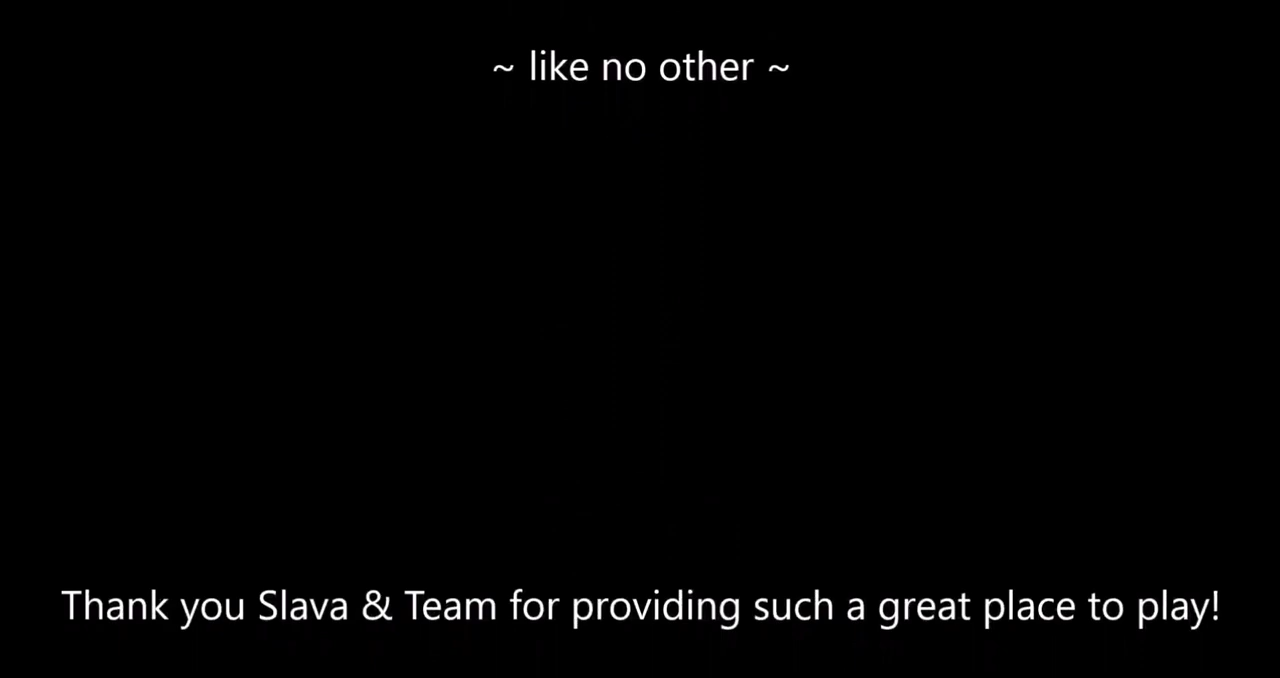 ~ like no other ~
Thank you Slava & Team for providing such a great place to play!